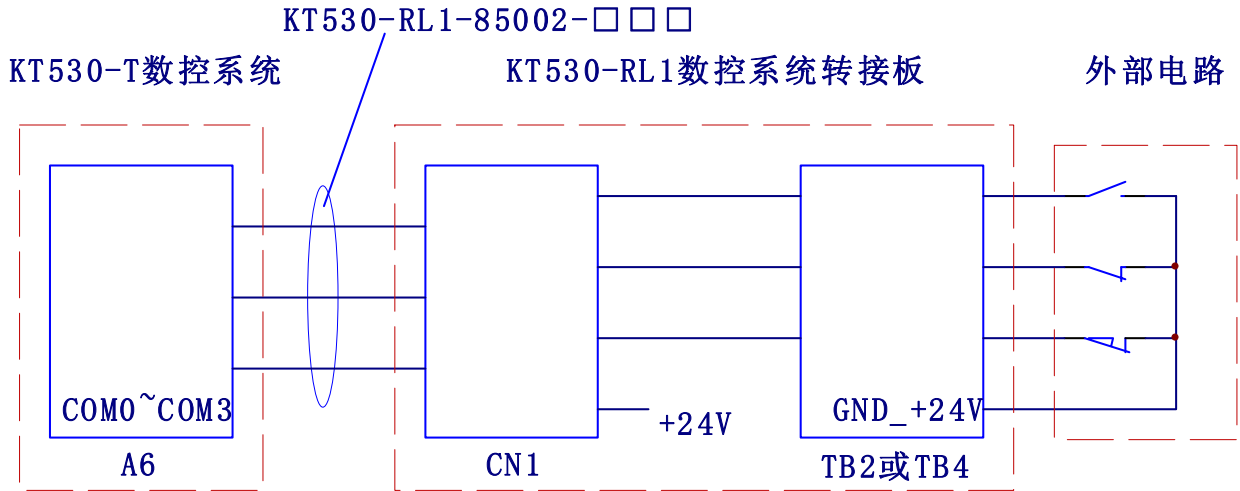 KT530-RL1-85002-□□□
KT530-T数控系统
KT530-RL1数控系统转接板
外部电路
COM0~COM3
+24V
GND_+24V
A6
CN1
TB2或TB4